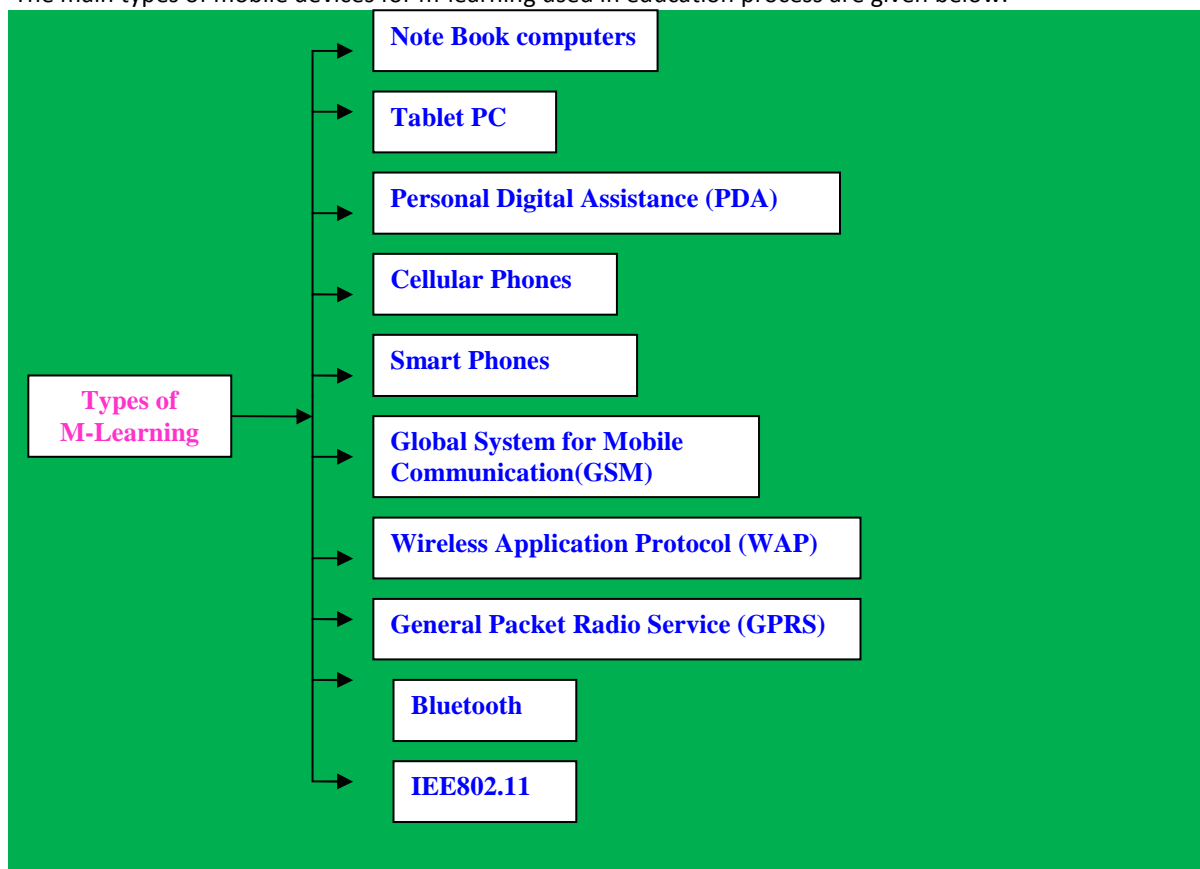 The main types of mobile devices for m-learning used in education process are given below:
Note Book computers
Tablet PC
Personal Digital Assistance (PDA)
Cellular Phones
Smart Phones
Types of
M-Learning
Global System for Mobile
Communication(GSM)
Wireless Application Protocol (WAP)
General Packet Radio Service (GPRS)
Bluetooth
IEE802.11